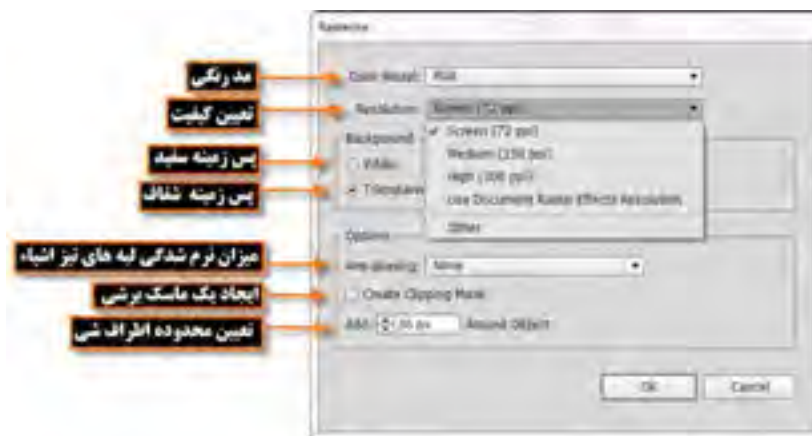 Rasterize
مد رنگی
Color Model: RGB
تعیین کیفیت
Resolution: Screen (72 ppi)
Background
✓ Screen (72 ppi)
Medium (150 ppi)
High (300 ppi)
Use Document Raster Effects Resolution
Other
پس زمینه سفید
White
پس زمینه شفاف
Options
میزان نرم شدگی لبه های تیز اشیاء
Anti-aliasing: None
ایجاد یک ماسک برشی
Create Clipping Mask
تعیین محدوده اطراف شی
Add: Around Object
OK Cancel